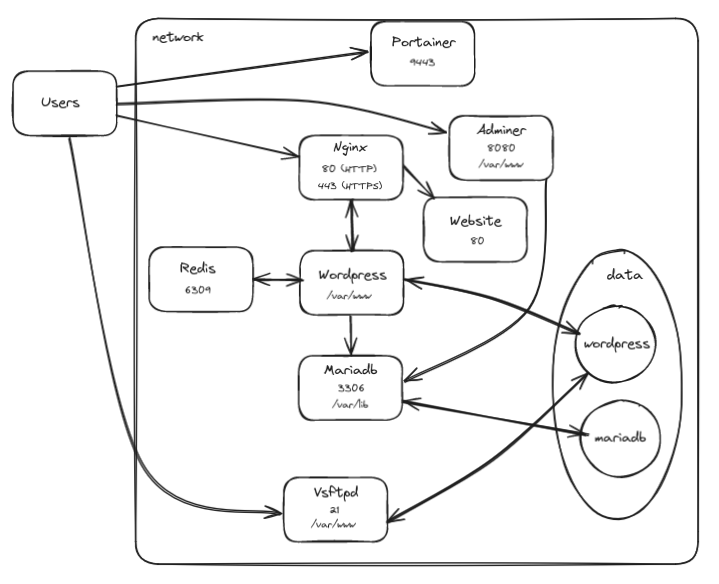 network
Portainer
9443
Users
Adminer
8080
/var/www
Nginx
80 (HTTP)
443 (HTTPS)
Website
80
Redis
6309
Wordpress
/var/www
data
wordpress
Mariadb
3306
/var/lib
mariadb
Vsftpd
21
/var/www